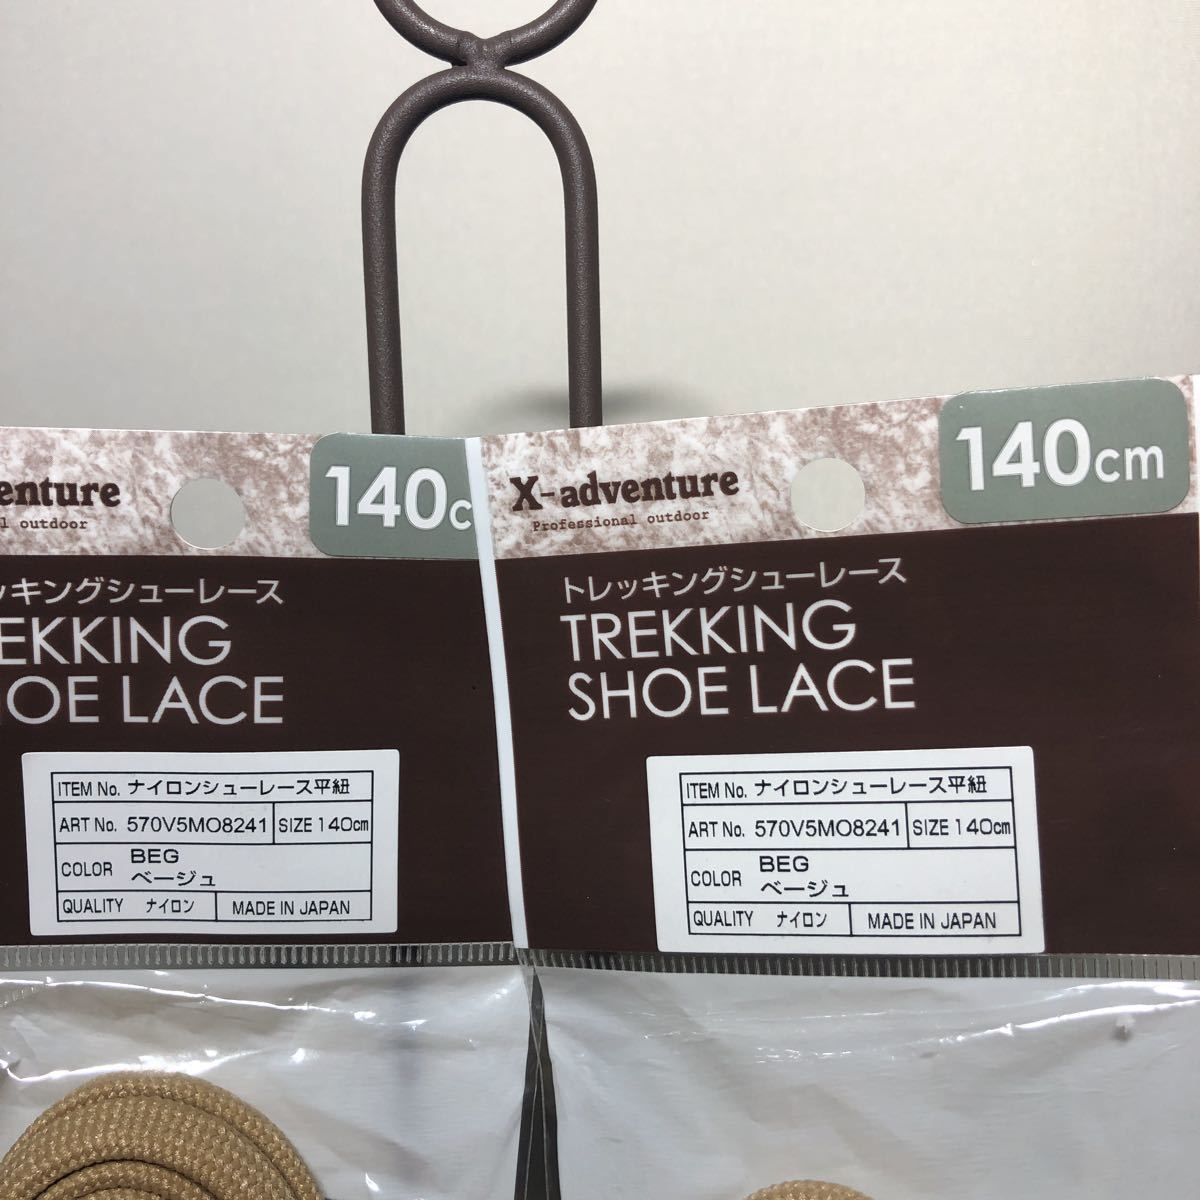 enture
l outdoor
140c
ッキングシューレース
EKKING
HOE LACE
ITEM No. ナイロンシューレース平紐
ART No. 570V5MO8241 SIZE 140cm
COLOR BEG
ベージュ
QUALITY ナイロン MADE IN JAPAN
X-adventure
Professional outdoor
140cm
トレッキングシューレース
TREKKING
SHOE LACE
ITEM No. ナイロンシューレース平紐
ART No. 570V5MO8241 SIZE 140cm
COLOR BEG
ベージュ
QUALITY ナイロン MADE IN JAPAN